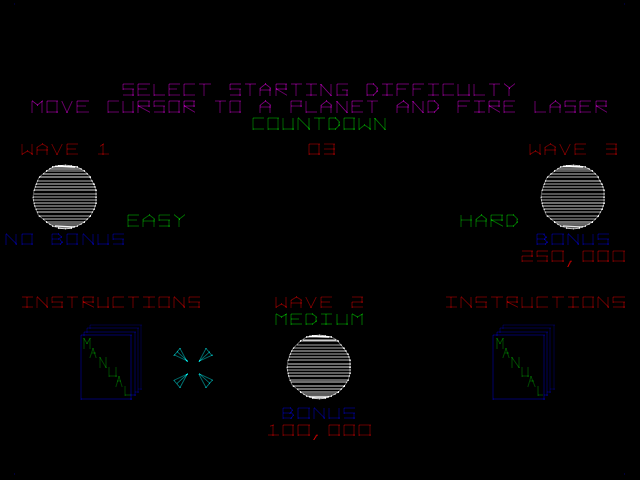 SELECT STARTING DIFFICULTY
MOVE CURSOR TO A PLANET AND FIRE LASER
COUNTDOWN
WAVE 1
03
WAVE 3
EASY
HARD
NO BONUS
BONUS
250,000
INSTRUCTIONS
WAVE 2
INSTRUCTIONS
MEDIUM
MANUAL
MANUAL
BONUS
100,000